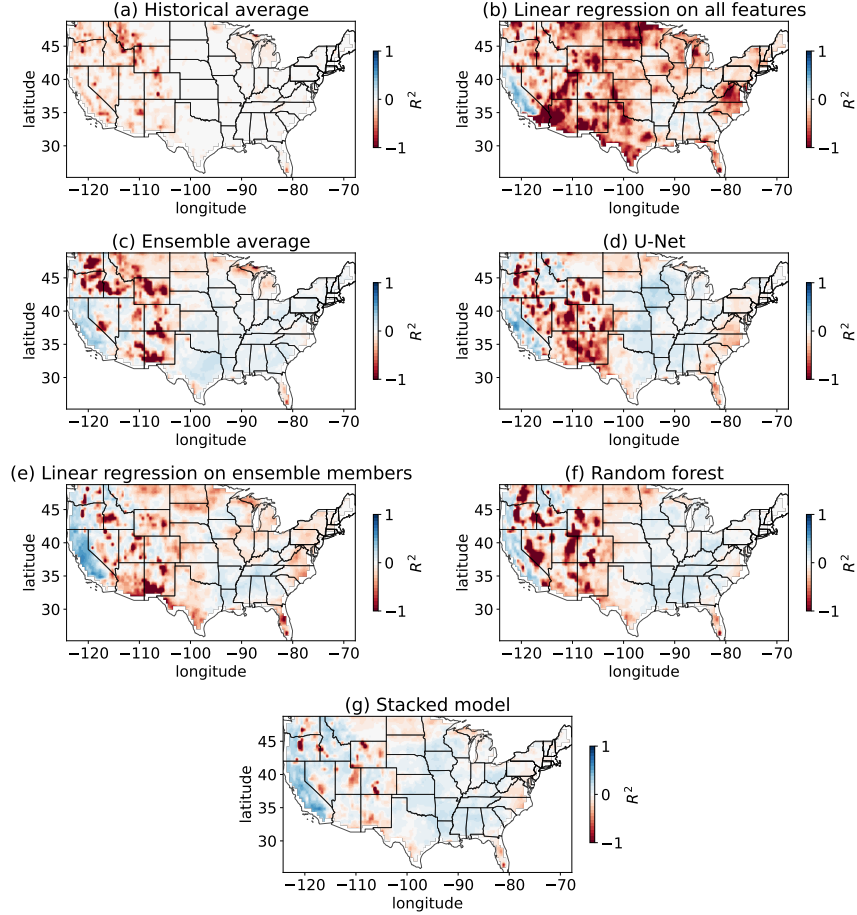 (a) Historical average
45
40
35
30
latitude
−120 −110 −100 −90 −80 −70
longitude
1
0
−1
R²
(b) Linear regression on all features
45
40
35
30
latitude
−120 −110 −100 −90 −80 −70
longitude
1
0
−1
R²
(c) Ensemble average
45
40
35
30
latitude
−120 −110 −100 −90 −80 −70
longitude
1
0
−1
R²
(d) U-Net
45
40
35
30
latitude
−120 −110 −100 −90 −80 −70
longitude
1
0
−1
R²
(e) Linear regression on ensemble members
45
40
35
30
latitude
−120 −110 −100 −90 −80 −70
longitude
1
0
−1
R²
(f) Random forest
45
40
35
30
latitude
−120 −110 −100 −90 −80 −70
longitude
1
0
−1
R²
(g) Stacked model
45
40
35
30
latitude
−120 −110 −100 −90 −80 −70
longitude
1
0
−1
R²